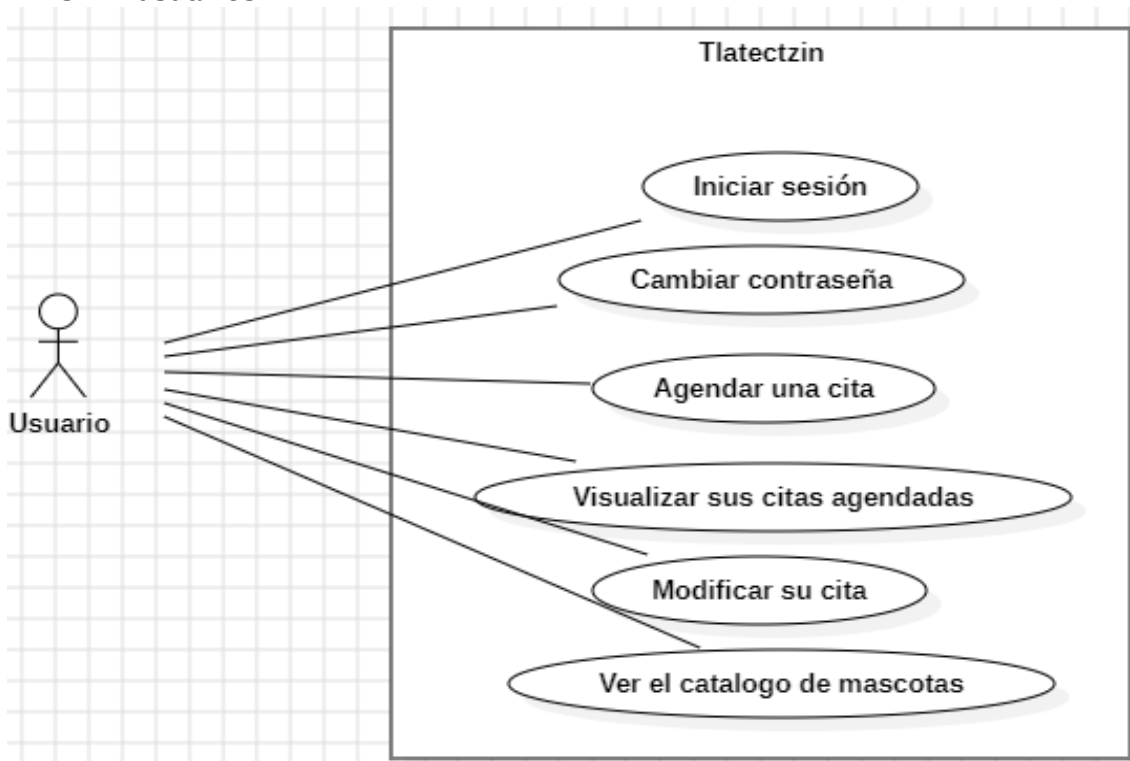 Tlatectzin
Iniciar sesión
Cambiar contraseña
Agendar una cita
Usuario
Visualizar sus citas agendadas
Modificar su cita
Ver el catalogo de mascotas